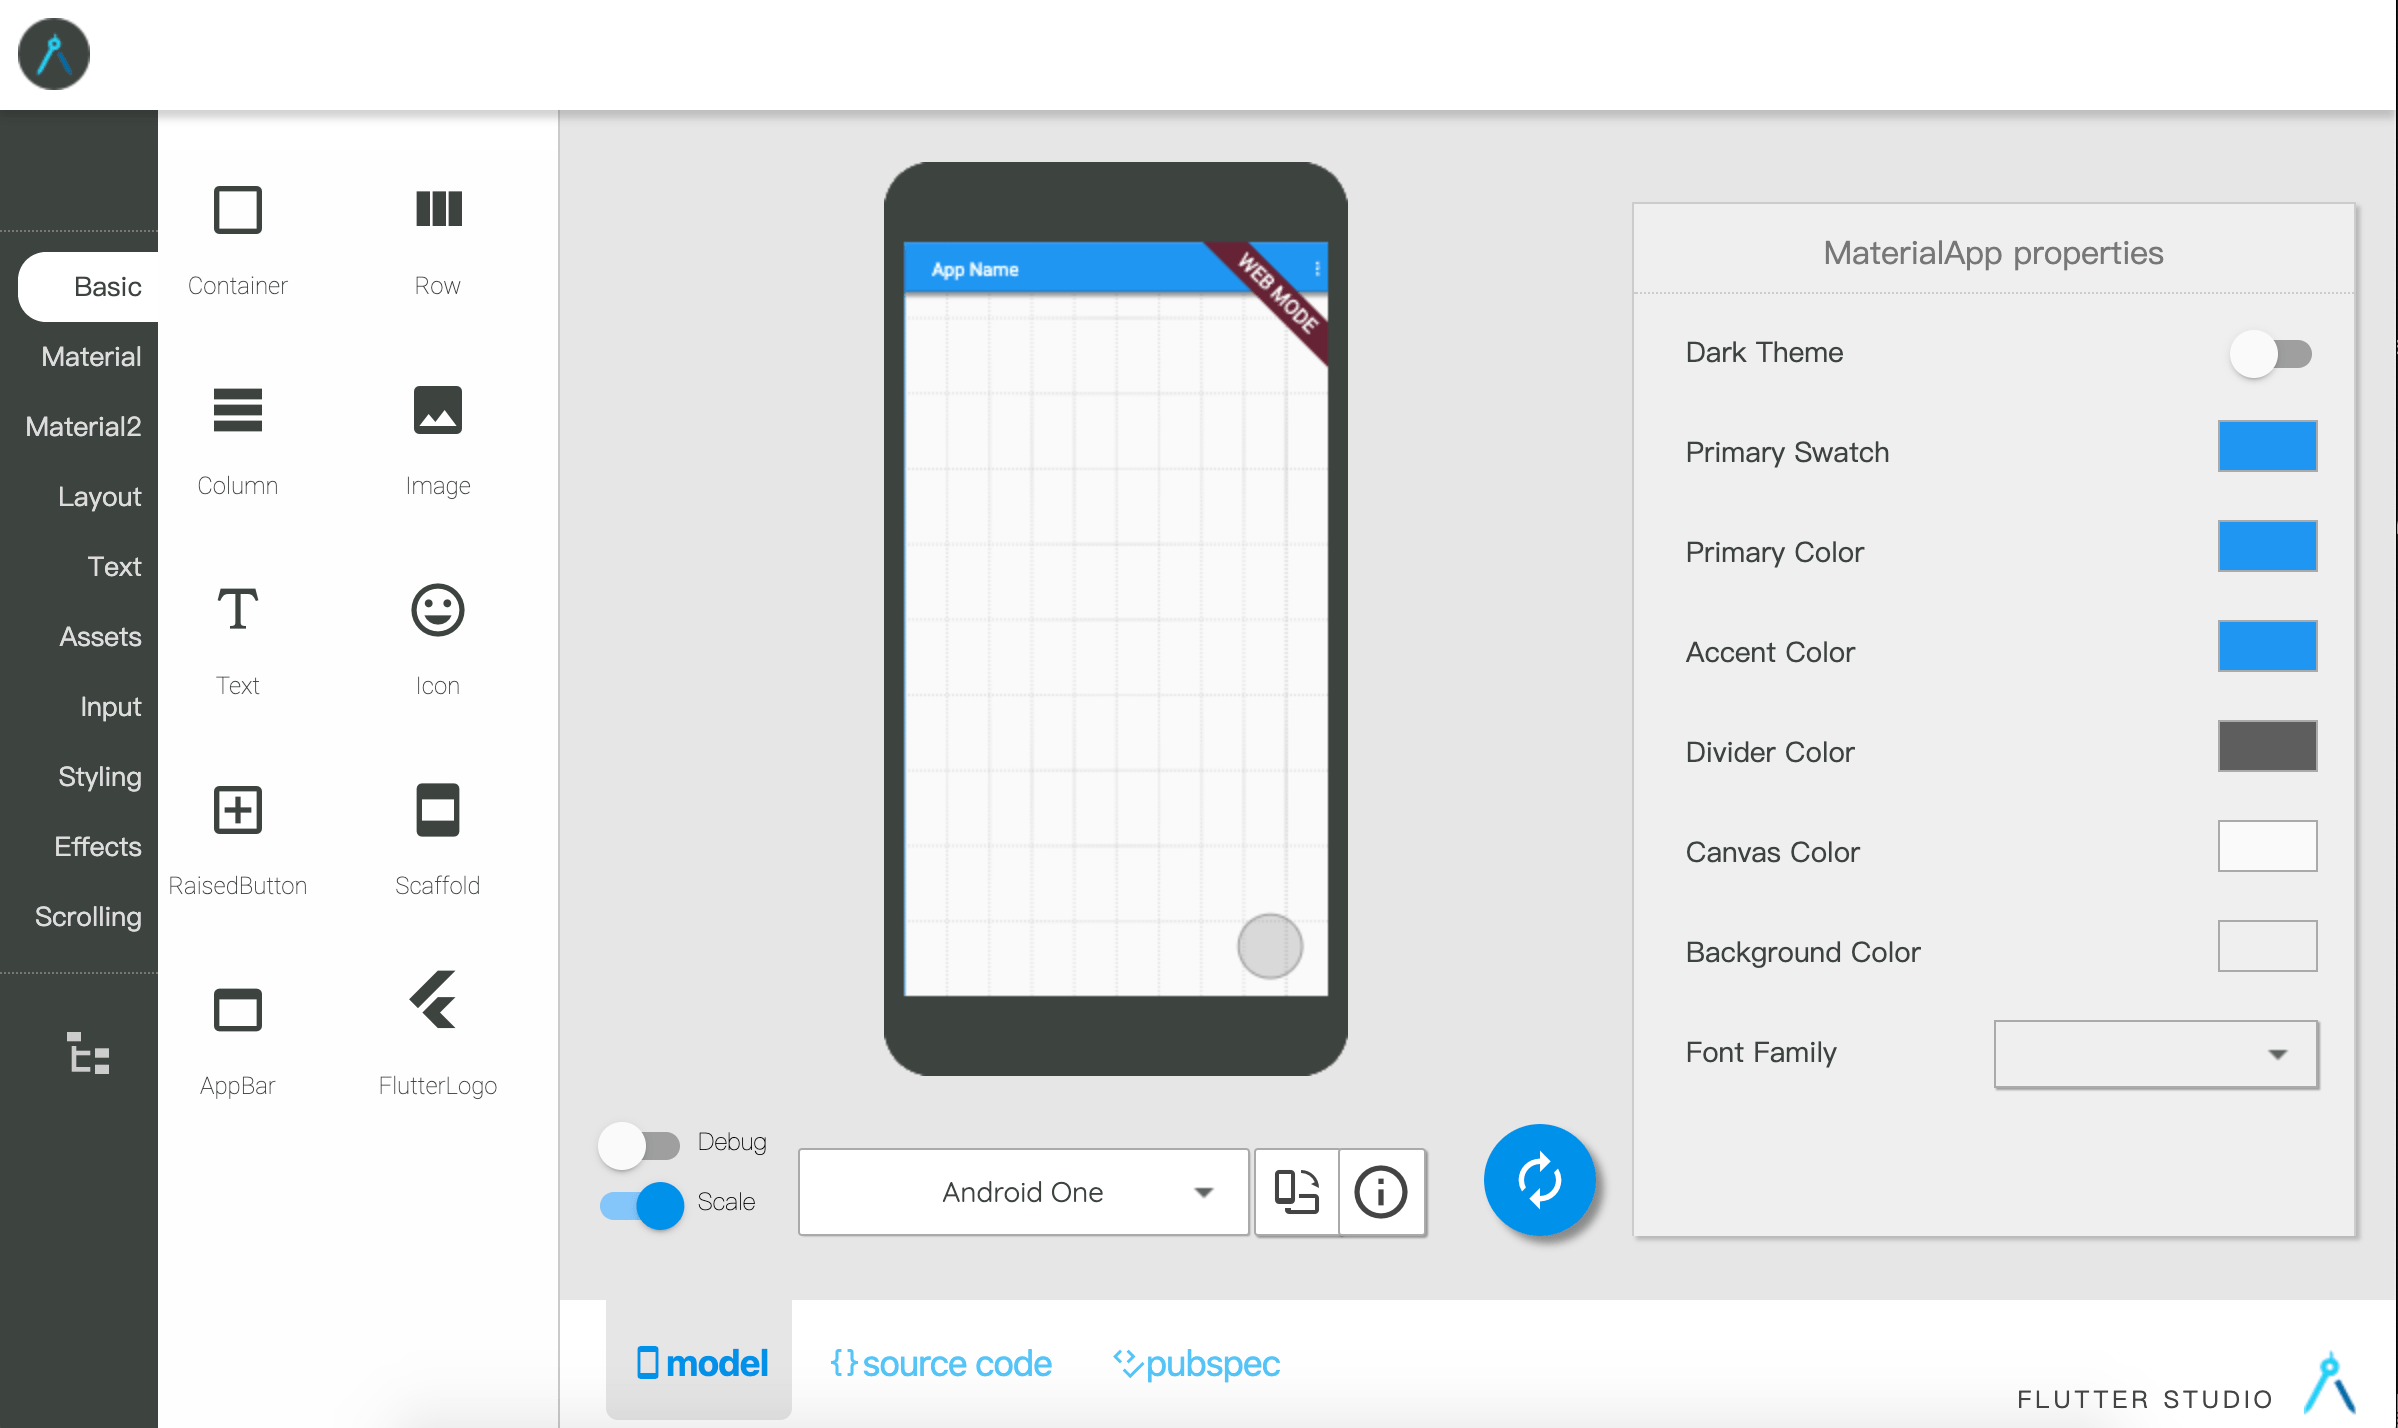 Basic
Material
Material2
Layout
Text
Assets
Input
Styling
Effects
Scrolling
Container
Row
Column
Image
Text
Icon
RaisedButton
Scaffold
AppBar
FlutterLogo
App Name
WEB MODE
Debug
Scale
Android One
MaterialApp properties
Dark Theme
Primary Swatch
Primary Color
Accent Color
Divider Color
Canvas Color
Background Color
Font Family
model
{}source code
pubspec
FLUTTER STUDIO